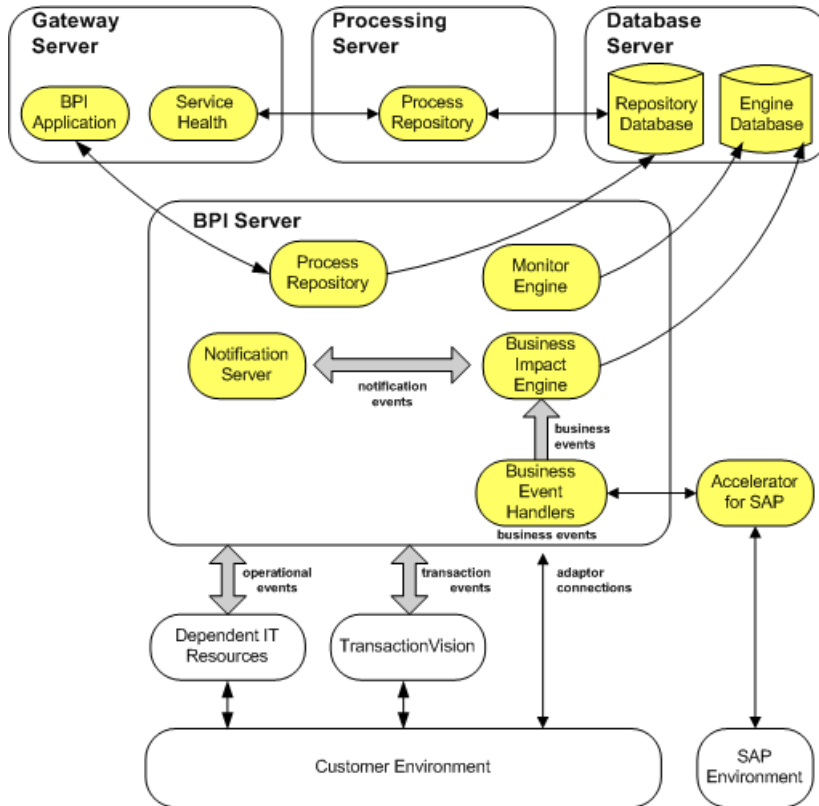 Gateway
Server
Processing
Server
Database
Server
BPI
Application
Service
Health
Process
Repository
Repository
Database
Engine
Database
BPI Server
Process
Repository
Monitor
Engine
Notification
Server
notification
events
Business
Impact
Engine
business
events
Business
Event
Handlers
business events
Accelerator
for SAP
operational
events
transaction
events
adaptor
connections
Dependent IT
Resources
TransactionVision
Customer Environment
SAP
Environment